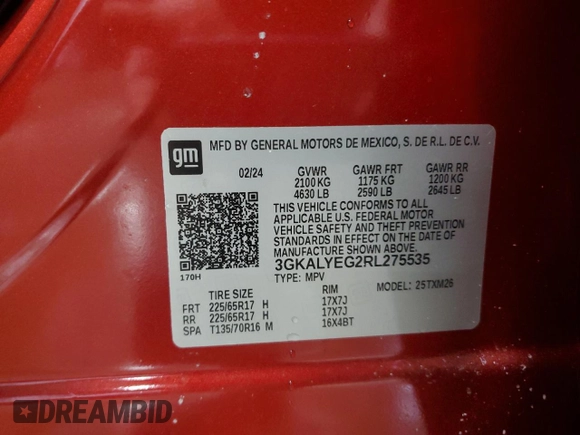 gm
MFD BY GENERAL MOTORS DE MEXICO, S. DE R.L. DE C.V.
02/24 GVWR GAWR FRT GAWR RR
2100 KG 1175 KG 1200 KG
4630 LB 2590 LB 2645 LB
THIS VEHICLE CONFORMS TO ALL
APPLICABLE U.S. FEDERAL MOTOR
VEHICLE SAFETY AND THEFT PREVENTION
STANDARDS IN EFFECT ON THE DATE OF
MANUFACTURE SHOWN ABOVE.
170H
3GKALYEG2RL275535
TYPE: MPV MODEL: 25TXM26
TIRE SIZE RIM
FRT 225/65R17 H 17X7J
RR 225/65R17 H 17X7J
SPA T135/70R16 M 16X4BT
DREAMBID